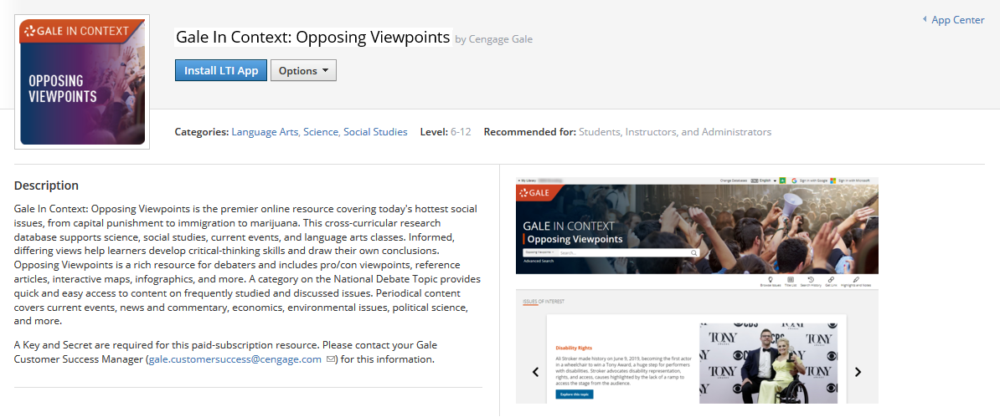 GALE IN CONTEXT
OPPOSING
VIEWPOINTS
Gale In Context: Opposing Viewpoints by Cengage Gale
App Center
Install LTI App
Options
Categories: Language Arts, Science, Social Studies Level: 6-12 Recommended for: Students, Instructors, and Administrators
Description
Gale In Context: Opposing Viewpoints is the premier online resource covering today's hottest social
issues, from capital punishment to immigration to marijuana. This cross-curricular research
database supports science, social studies, current events, and language arts classes. Informed,
differing views help learners develop critical-thinking skills and draw their own conclusions.
Opposing Viewpoints is a rich resource for debaters and includes pro/con viewpoints, reference
articles, interactive maps, infographics, and more. A category on the National Debate Topic provides
quick and easy access to content on frequently studied and discussed issues. Periodical content
covers current events, news and commentary, economics, environmental issues, political science,
and more.
A Key and Secret are required for this paid-subscription resource. Please contact your Gale
Customer Success Manager (gale.customersuccess@cengage.com) for this information.
My Library
Change Databases English Sign in with Google Sign in with Microsoft
GALE
GALE IN CONTEXT
Opposing Viewpoints
Opposing Viewpoints Search...
Advanced Search
Browse Issues Title List Search History Get Link Highlights and Notes
ISSUES OF INTEREST
Disability Rights
Ali Stroker made history on June 9, 2019, becoming the first actor
in a wheelchair to win a Tony Award, a huge step for performers
with disabilities. Stroker advocates disability representation,
rights, and access, causes highlighted by the lack of a ramp to
access the stage from the audience.
Explore this topic
CBS
TONY
TONY
TONY
CBS